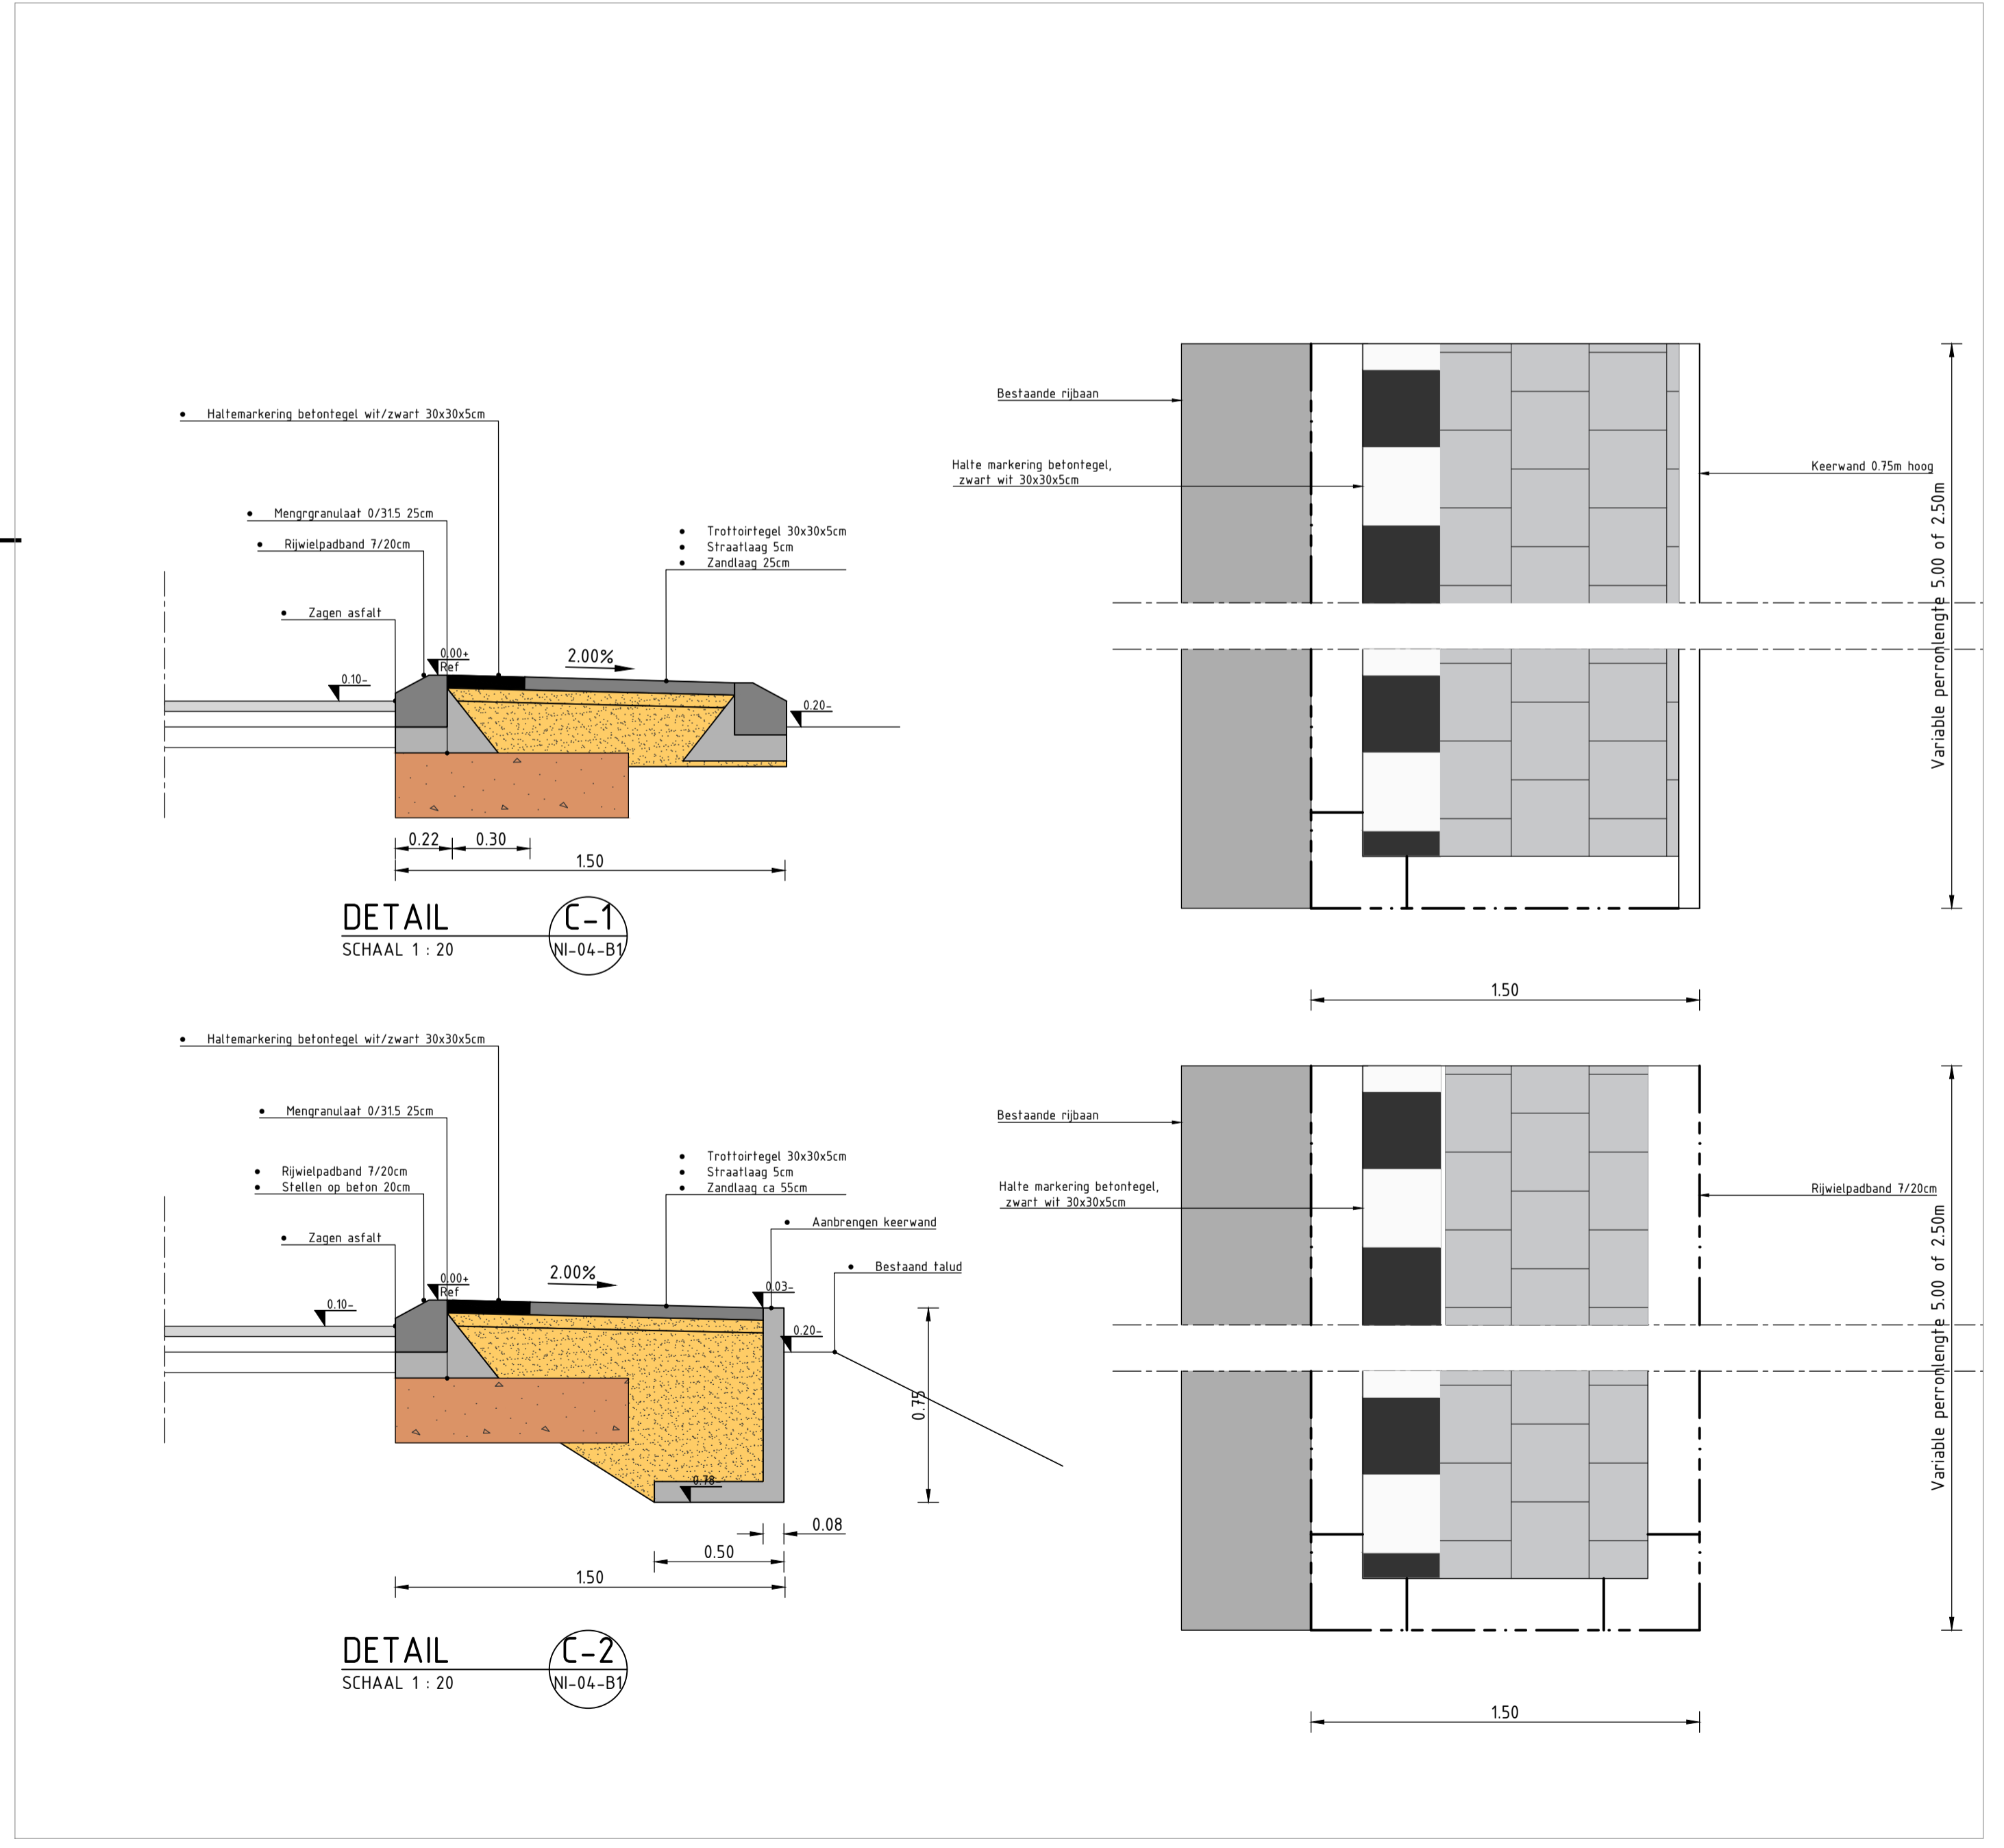 Haltemarkering betontegel wit/zwart 30x30x5cm
Mengrgranulaat 0/31.5 25cm
Rijwielpadband 7/20cm
Zagen asfalt
Trottoirtegel 30x30x5cm
Straatlaag 5cm
Zandlaag 25cm
0.10-
0.00+
Ref
2.00%
0.20-
0.22
0.30
1.50
DETAIL
SCHAAL 1 : 20
C-1
NI-04-B1
Bestaande rijbaan
Halte markering betontegel,
zwart wit 30x30x5cm
Keerwand 0.75m hoog
Variable perronlengte 5.00 of 2.50m
1.50
Haltemarkering betontegel wit/zwart 30x30x5cm
Mengranulaat 0/31.5 25cm
Rijwielpadband 7/20cm
Stellen op beton 20cm
Zagen asfalt
Trottoirtegel 30x30x5cm
Straatlaag 5cm
Zandlaag ca 55cm
Aanbrengen keerwand
Bestaand talud
0.10-
0.00+
Ref
2.00%
0.03-
0.20-
0.75
0.78-
0.08
0.50
1.50
DETAIL
SCHAAL 1 : 20
C-2
NI-04-B1
Bestaande rijbaan
Halte markering betontegel,
zwart wit 30x30x5cm
Rijwielpadband 7/20cm
Variable perronlengte 5.00 of 2.50m
1.50